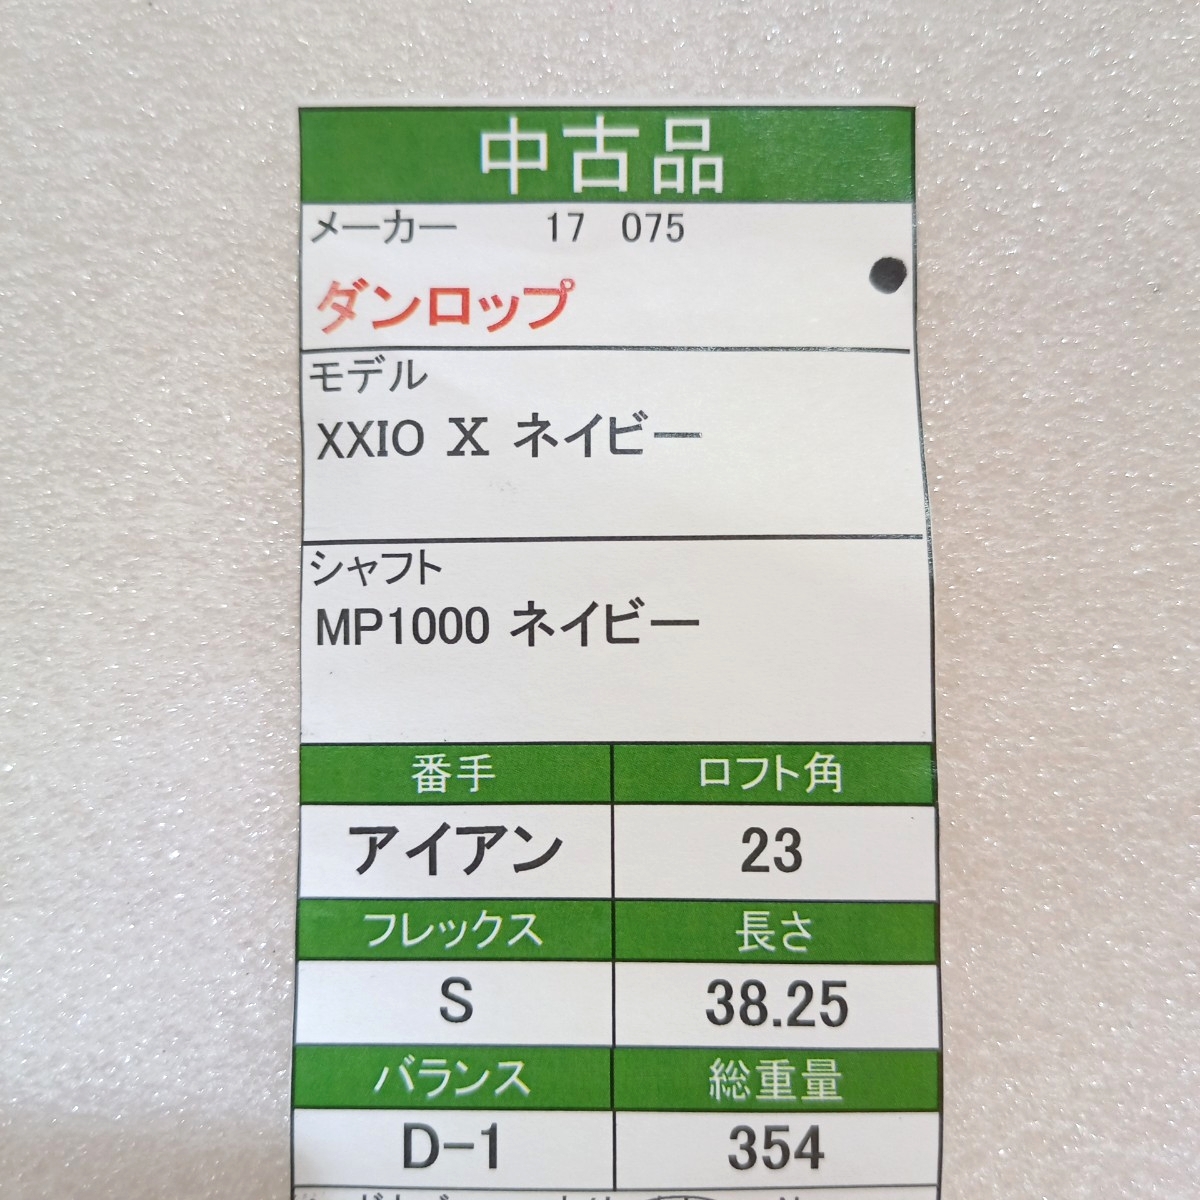 中古品
メーカー 17 075
ダンロップ
モデル
XXIO X ネイビー
シャフト
MP1000 ネイビー
番手 ロフト角
アイアン 23
フレックス 長さ
S 38.25
バランス 総重量
D-1 354